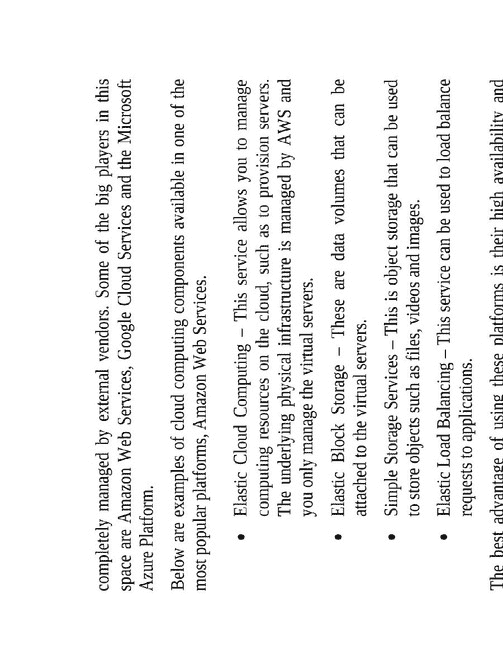 completely managed by external vendors. Some of the big players in this
space are Amazon Web Services, Google Cloud Services and the Microsoft
Azure Platform.
Below are examples of cloud computing components available in one of the
most popular platforms, Amazon Web Services.
• Elastic Cloud Computing – This service allows you to manage
computing resources on the cloud, such as to provision servers.
The underlying physical infrastructure is managed by AWS and
you only manage the virtual servers.
• Elastic Block Storage – These are data volumes that can be
attached to the virtual servers.
• Simple Storage Services – This is object storage that can be used
to store objects such as files, videos and images.
• Elastic Load Balancing – This service can be used to load balance
requests to applications.
The best advantage of using these platforms is their high availability and